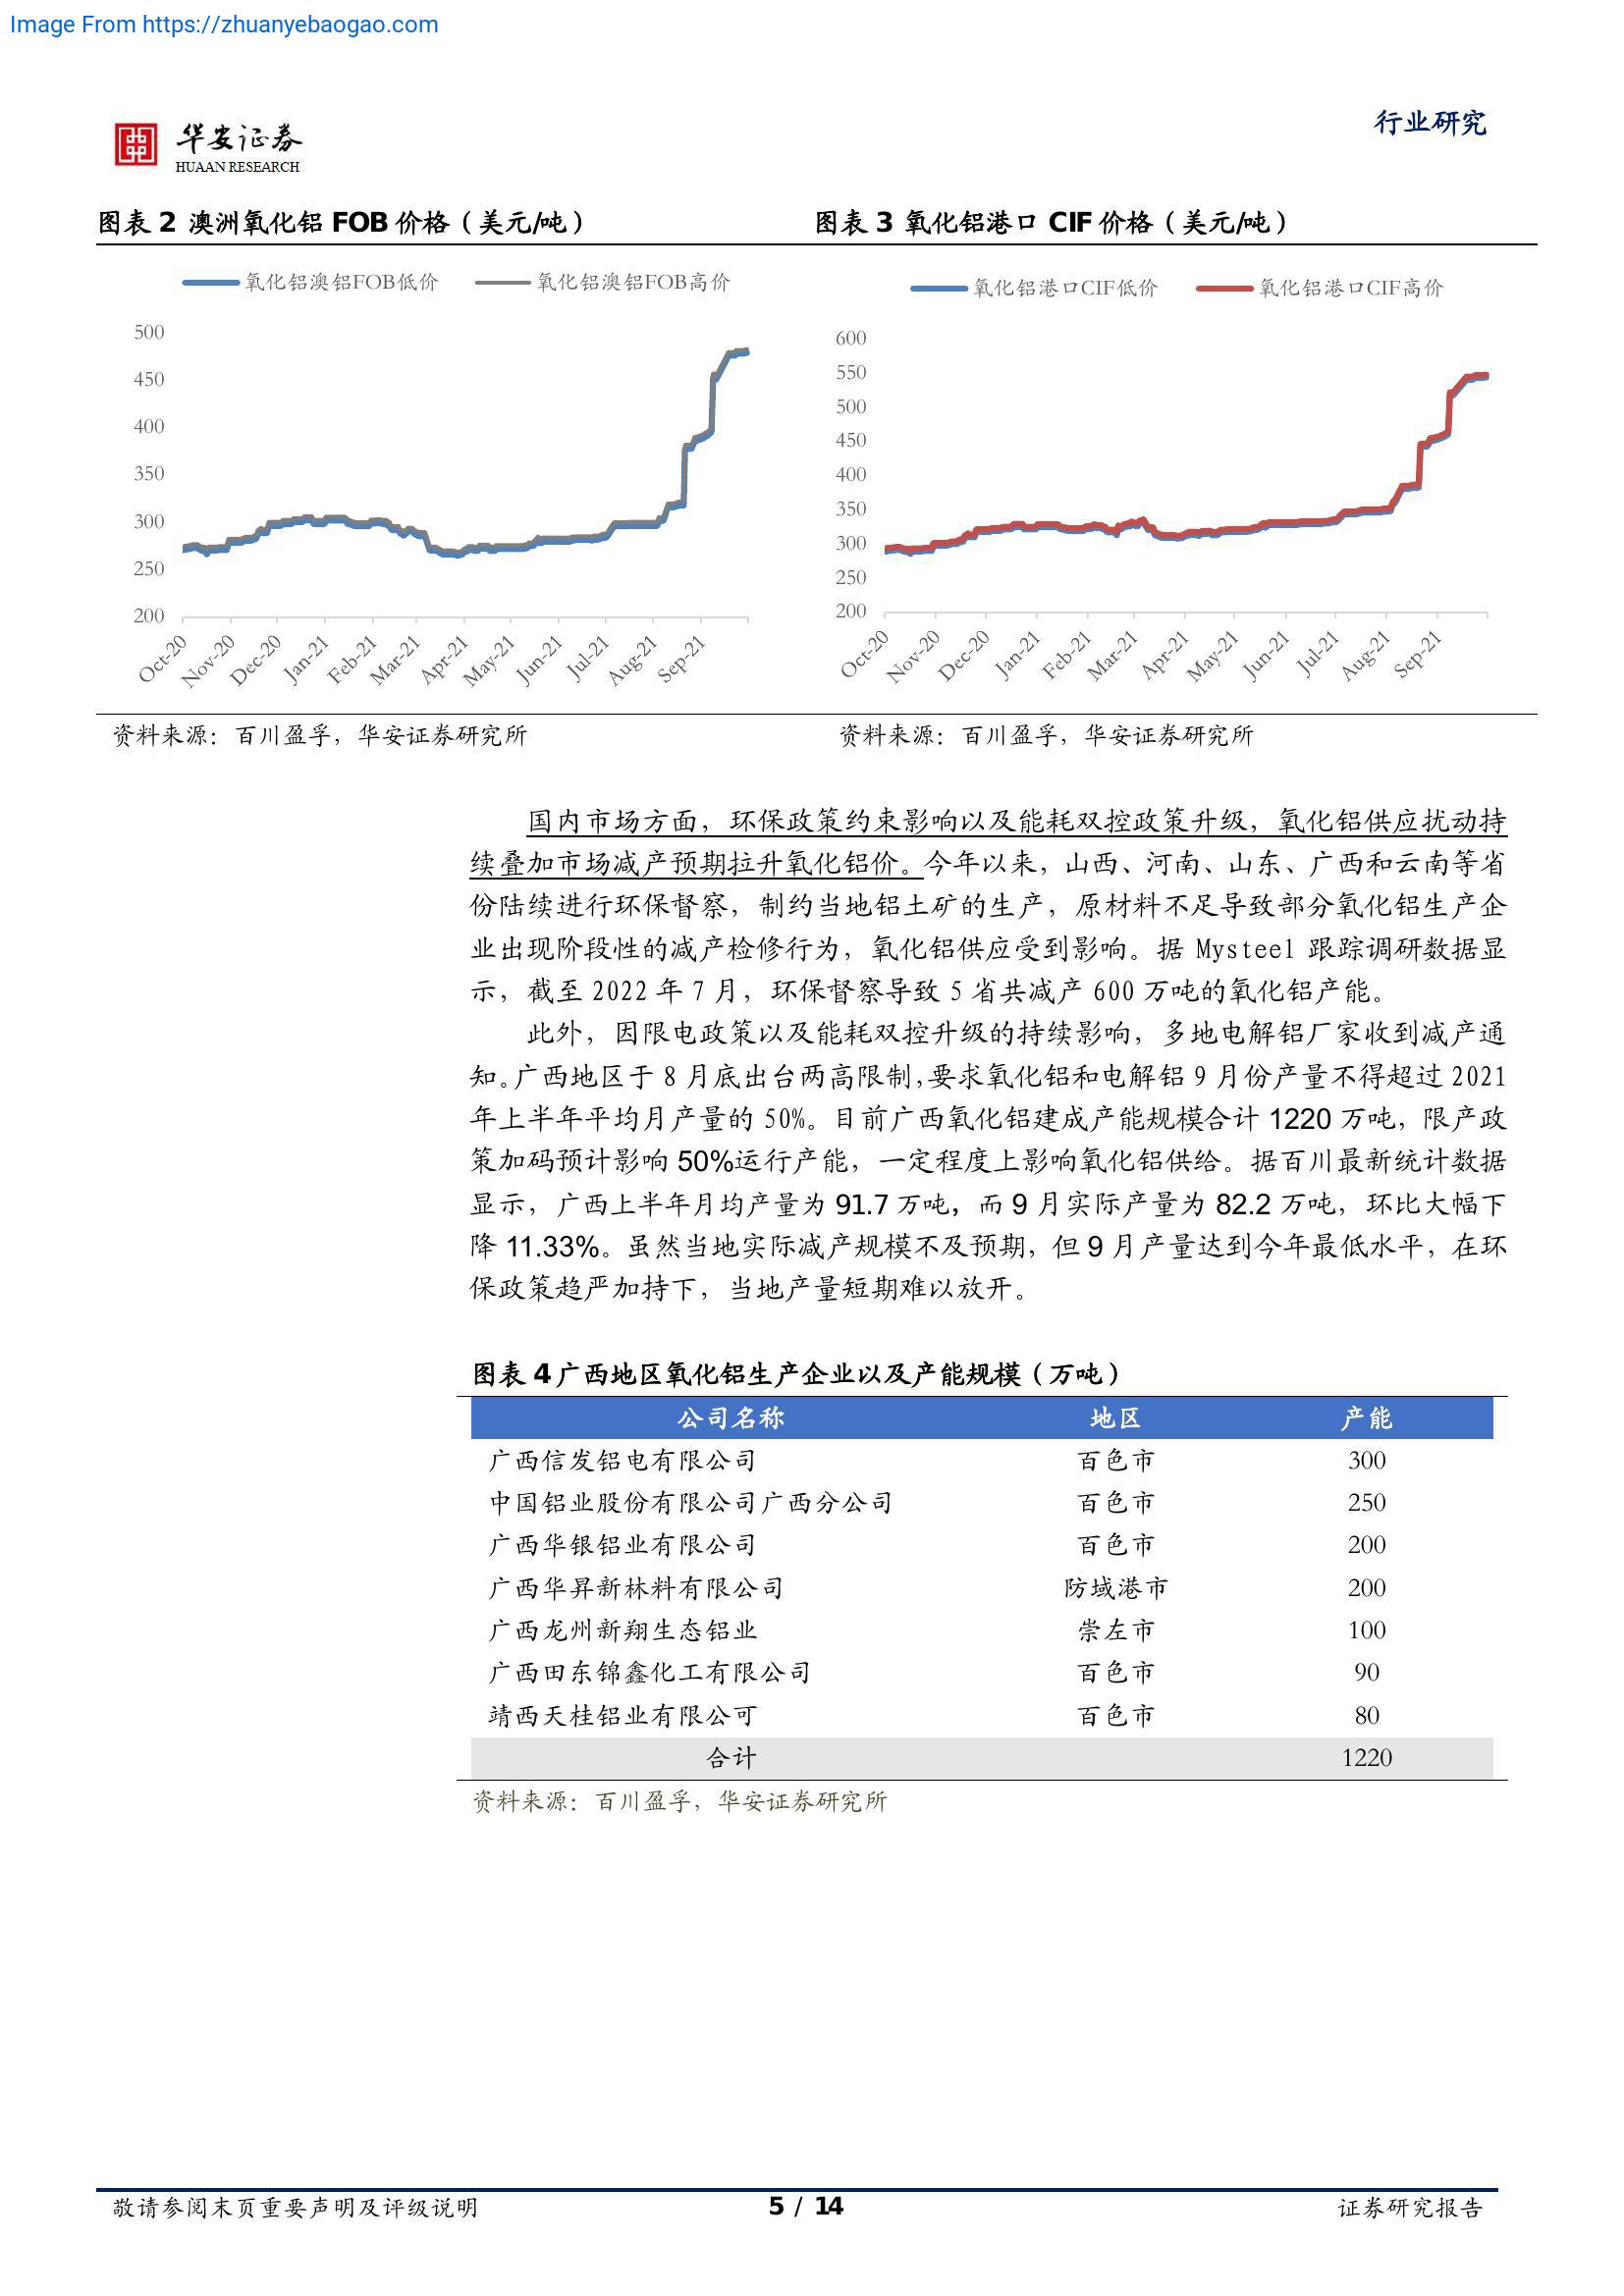 Image From https://zhuanyebaogao.com
华安证券
HUAAN RESEARCH
行业研究
图表 2 澳洲氧化铝 FOB 价格（美元/吨）
氧化铝澳铝FOB低价 氧化铝澳铝FOB高价
500
450
400
350
300
250
200
Oct-20 Nov-20 Dec-20 Jan-21 Feb-21 Mar-21 Apr-21 May-21 Jun-21 Jul-21 Aug-21 Sep-21
资料来源：百川盈孚，华安证券研究所
图表 3 氧化铝港口 CIF 价格（美元/吨）
氧化铝港口CIF低价 氧化铝港口CIF高价
600
550
500
450
400
350
300
250
200
Oct-20 Nov-20 Dec-20 Jan-21 Feb-21 Mar-21 Apr-21 May-21 Jun-21 Jul-21 Aug-21 Sep-21
资料来源：百川盈孚，华安证券研究所
国内市场方面，环保政策约束影响以及能耗双控政策升级，氧化铝供应扰动持
续叠加市场减产预期拉升氧化铝价。今年以来，山西、河南、山东、广西和云南等省
份陆续进行环保督察，制约当地铝土矿的生产，原材料不足导致部分氧化铝生产企
业出现阶段性的减产检修行为，氧化铝供应受到影响。据 Mysteel 跟踪调研数据显
示，截至 2022 年 7 月，环保督察导致 5 省共减产 600 万吨的氧化铝产能。
此外，因限电政策以及能耗双控升级的持续影响，多地电解铝厂家收到减产通
知。广西地区于 8 月底出台两高限制，要求氧化铝和电解铝 9 月份产量不得超过 2021
年上半年平均月产量的 50%。目前广西氧化铝建成产能规模合计 1220 万吨，限产政
策加码预计影响 50%运行产能，一定程度上影响氧化铝供给。据百川最新统计数据
显示，广西上半年月均产量为 91.7 万吨，而 9 月实际产量为 82.2 万吨，环比大幅下
降 11.33%。虽然当地实际减产规模不及预期，但 9 月产量达到今年最低水平，在环
保政策趋严加持下，当地产量短期难以放开。
图表 4 广西地区氧化铝生产企业以及产能规模（万吨）
公司名称 地区 产能
广西信发铝电有限公司 百色市 300
中国铝业股份有限公司广西分公司 百色市 250
广西华银铝业有限公司 百色市 200
广西华昇新林料有限公司 防域港市 200
广西龙州新翔生态铝业 崇左市 100
广西田东锦鑫化工有限公司 百色市 90
靖西天桂铝业有限公可 百色市 80
合计 1220
资料来源：百川盈孚，华安证券研究所
敬请参阅末页重要声明及评级说明 5 / 14 证券研究报告